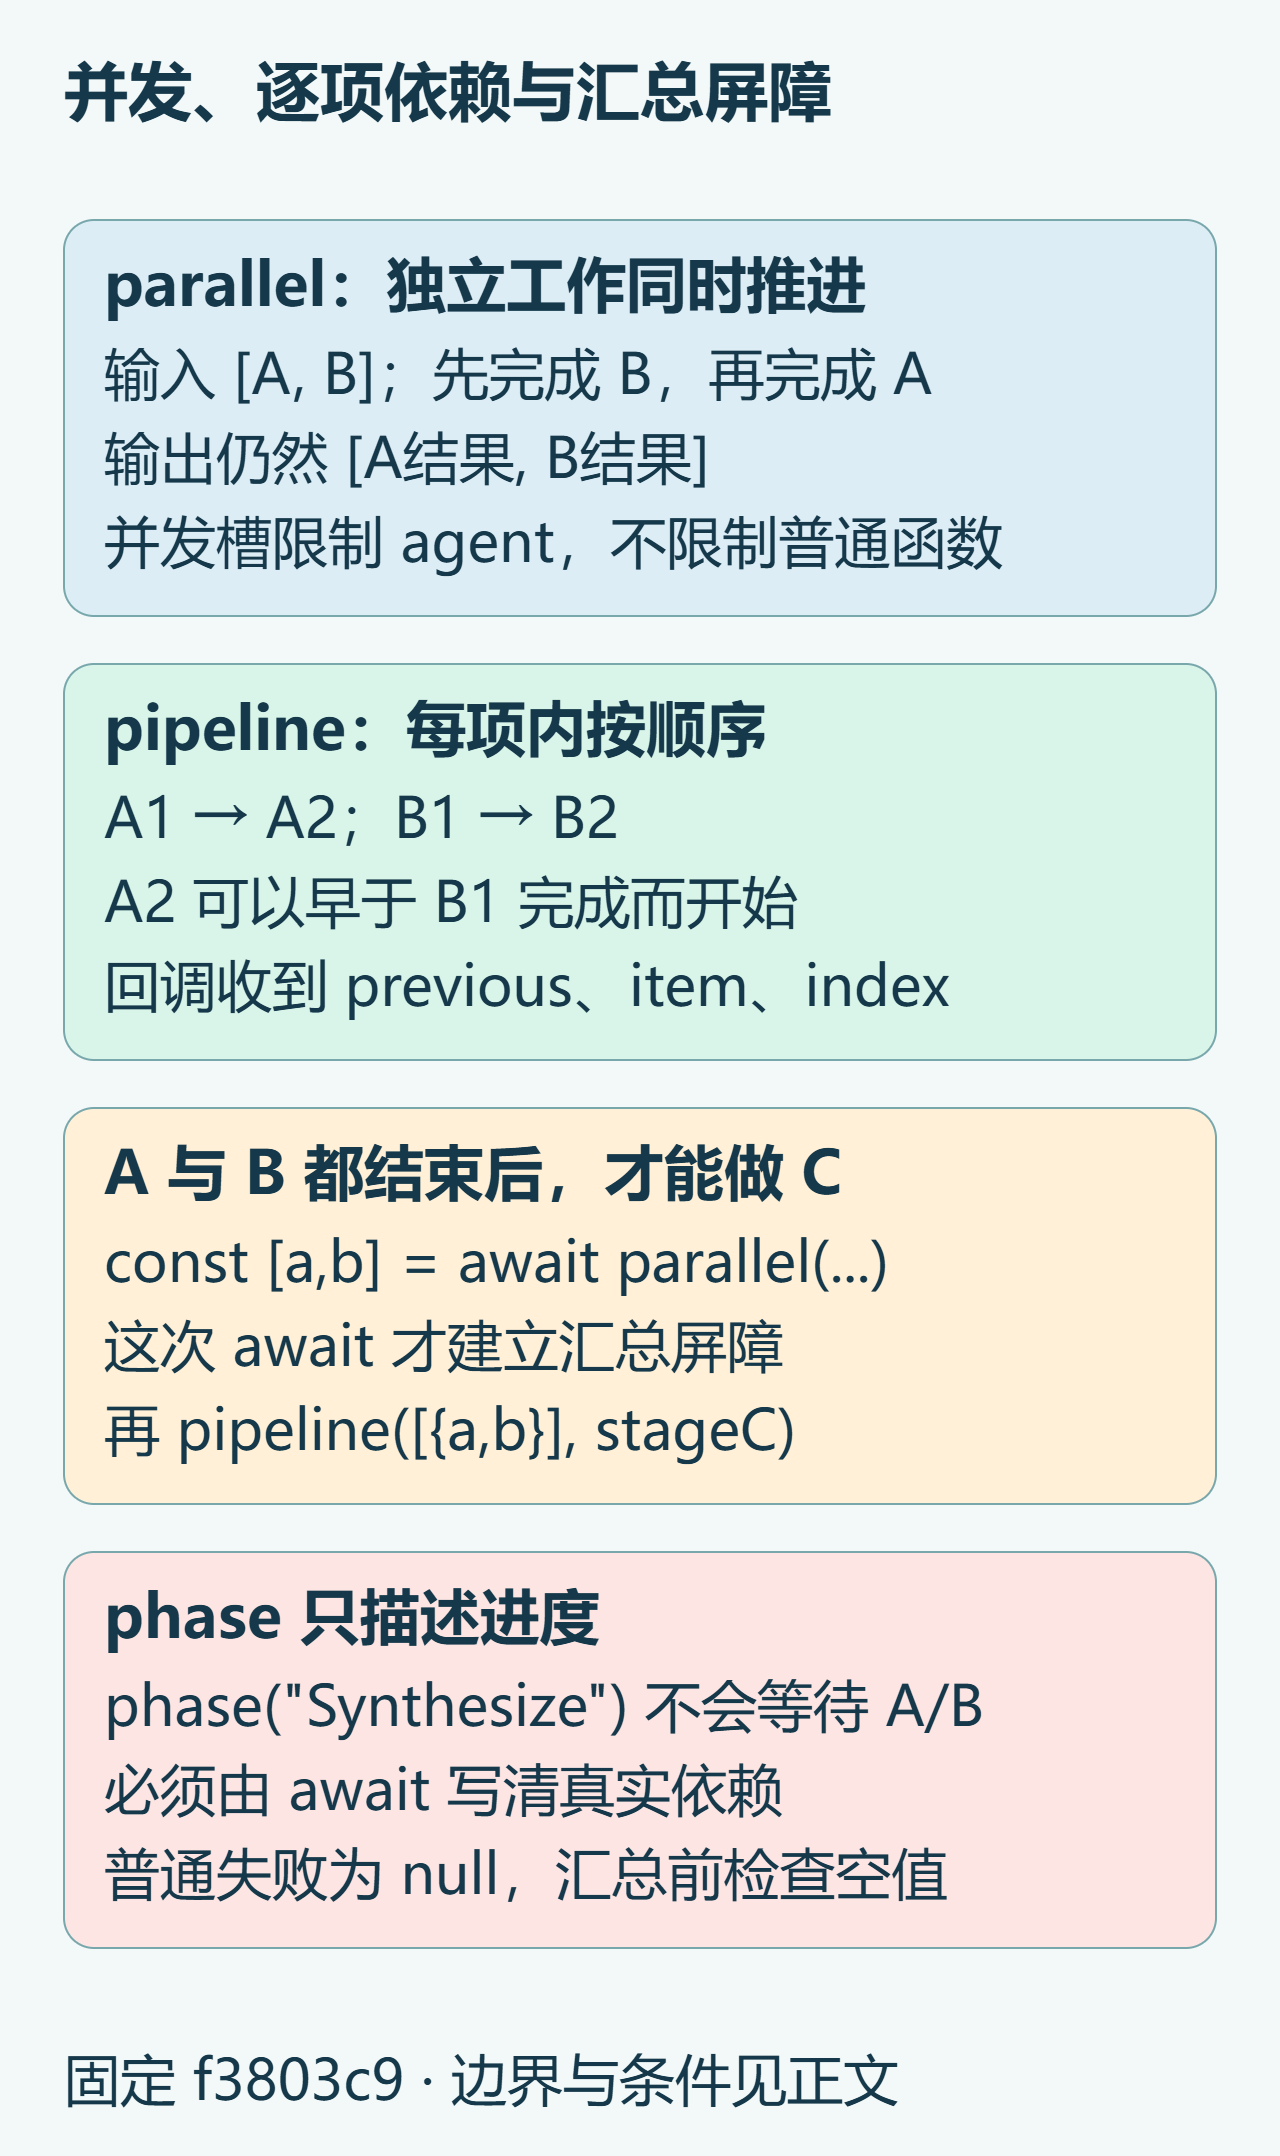 并发、逐项依赖与汇总屏障
parallel：独立工作同时推进
输入 [A, B]；先完成 B，再完成 A
输出仍然 [A结果, B结果]
并发槽限制 agent，不限制普通函数
pipeline：每项内按顺序
A1 → A2；B1 → B2
A2 可以早于 B1 完成而开始
回调收到 previous、item、index
A 与 B 都结束后，才能做 C
const [a,b] = await parallel(...)
这次 await 才建立汇总屏障
再 pipeline([{a,b}], stageC)
phase 只描述进度
phase("Synthesize") 不会等待 A/B
必须由 await 写清真实依赖
普通失败为 null，汇总前检查空值
固定 f3803c9 · 边界与条件见正文